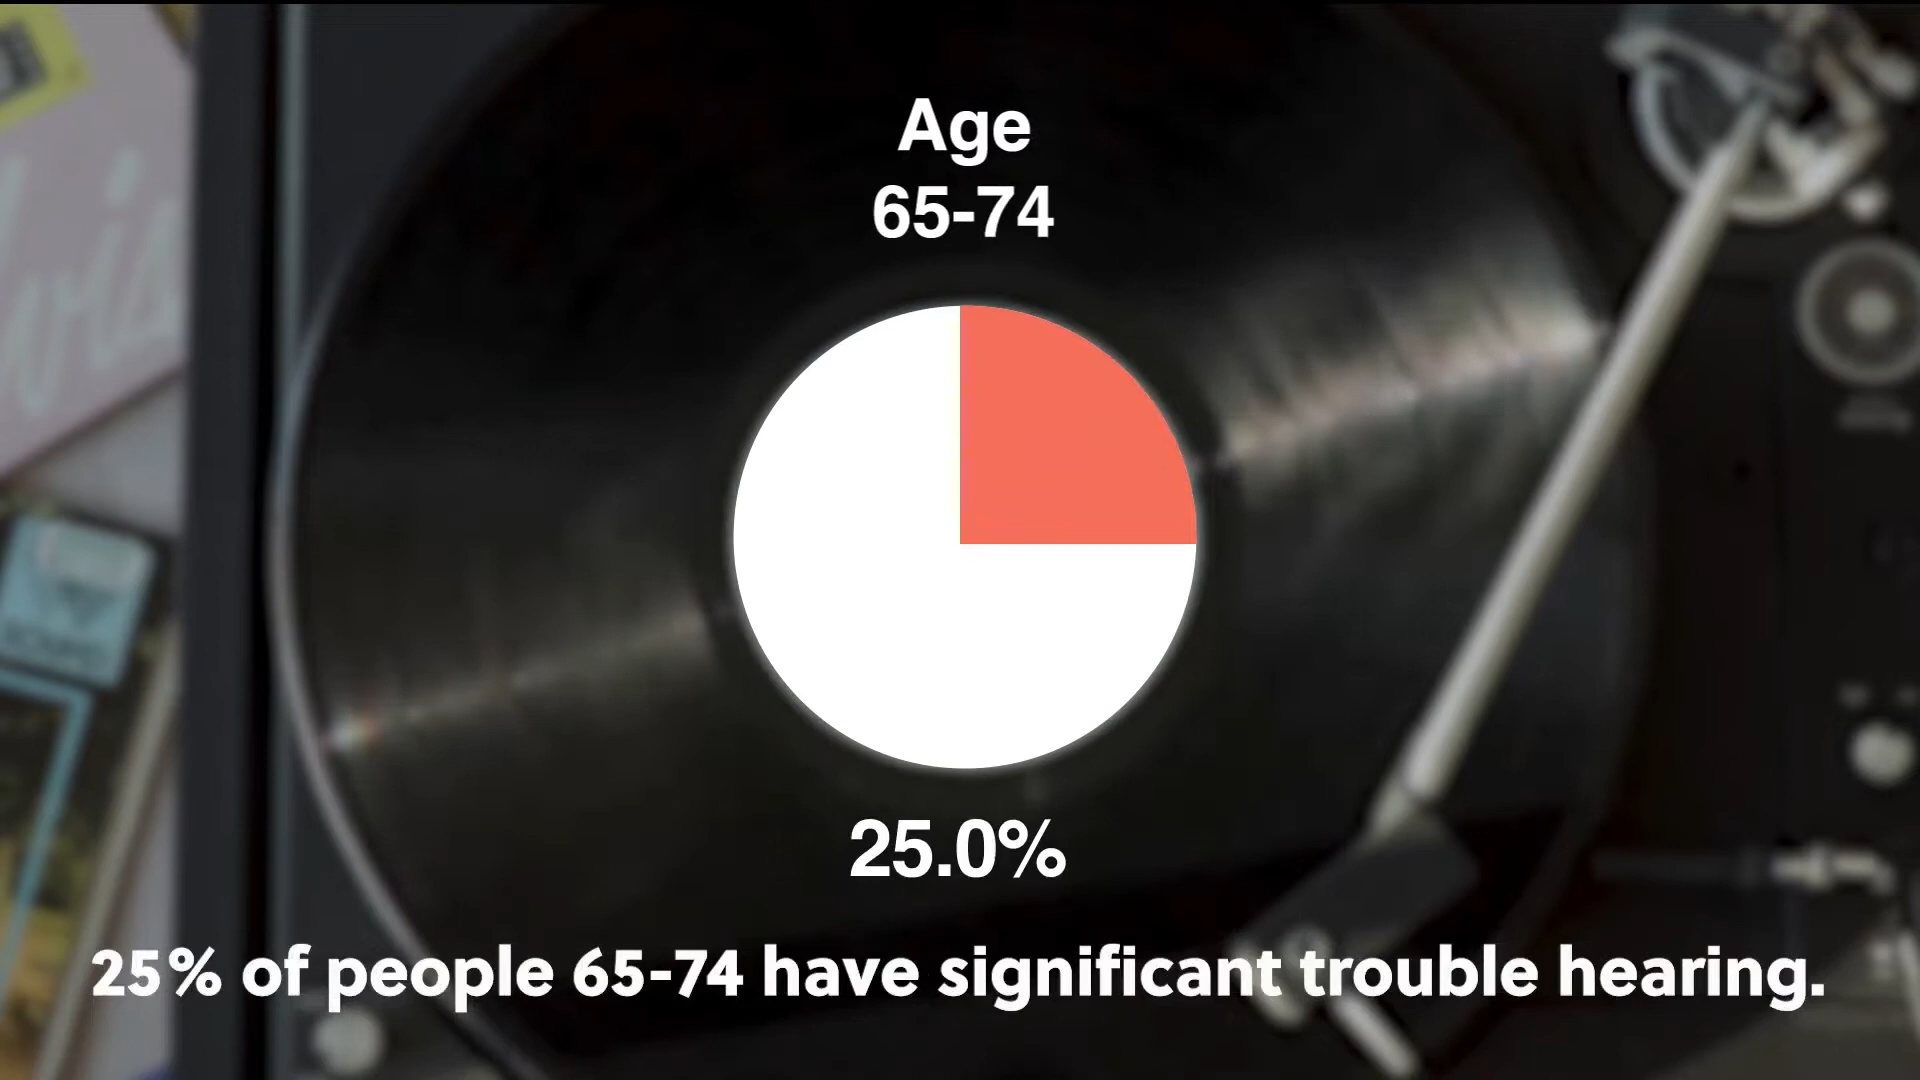 Age
65-74
25.0%
25% of people 65-74 have significant trouble hearing.